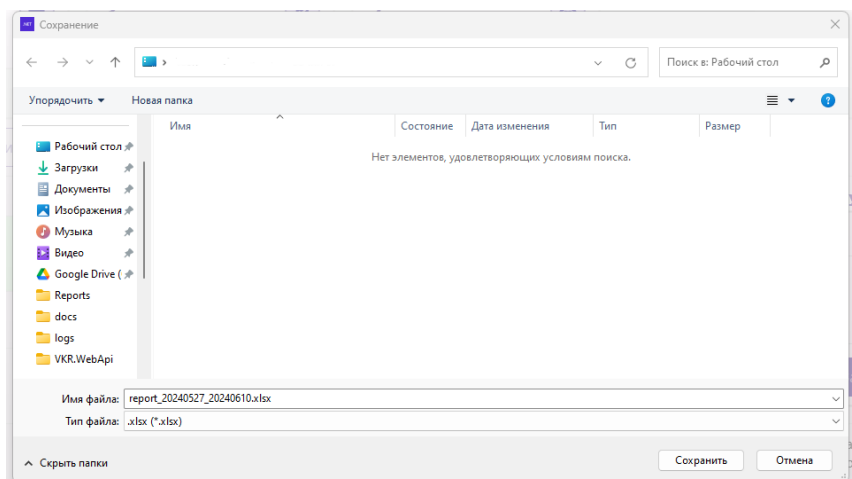 .NET Сохранение
Поиск в: Рабочий стол
Упорядочить Новая папка
Имя Состояние Дата изменения Тип Размер
Нет элементов, удовлетворяющих условиям поиска.
Рабочий стол
Загрузки
Документы
Изображения
Музыка
Видео
Google Drive (
Reports
docs
logs
VKR.WebApi
Имя файла: report_20240527_20240610.xlsx
Тип файла: .xlsx (*.xlsx)
Скрыть папки Сохранить Отмена